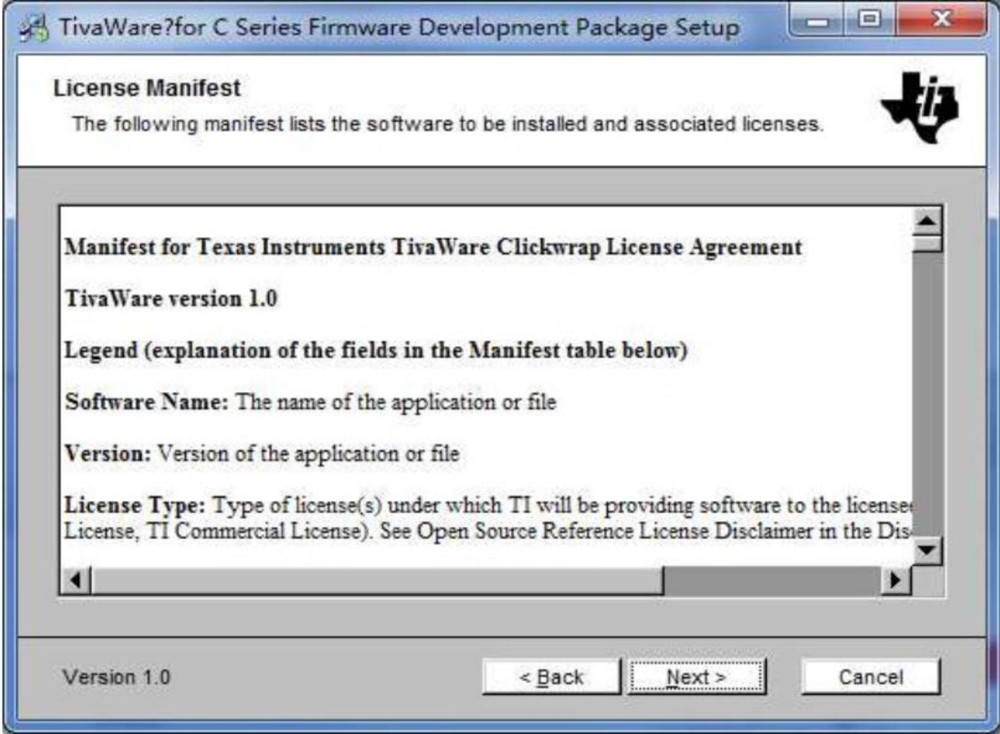 TivaWare?for C Series Firmware Development Package Setup
License Manifest
The following manifest lists the software to be installed and associated licenses.
Manifest for Texas Instruments TivaWare Clickwrap License Agreement
TivaWare version 1.0
Legend (explanation of the fields in the Manifest table below)
Software Name: The name of the application or file
Version: Version of the application or file
License Type: Type of license(s) under which TI will be providing software to the license
License, TI Commercial License). See Open Source Reference License Disclaimer in the Dis
Version 1.0
< Back
Next >
Cancel